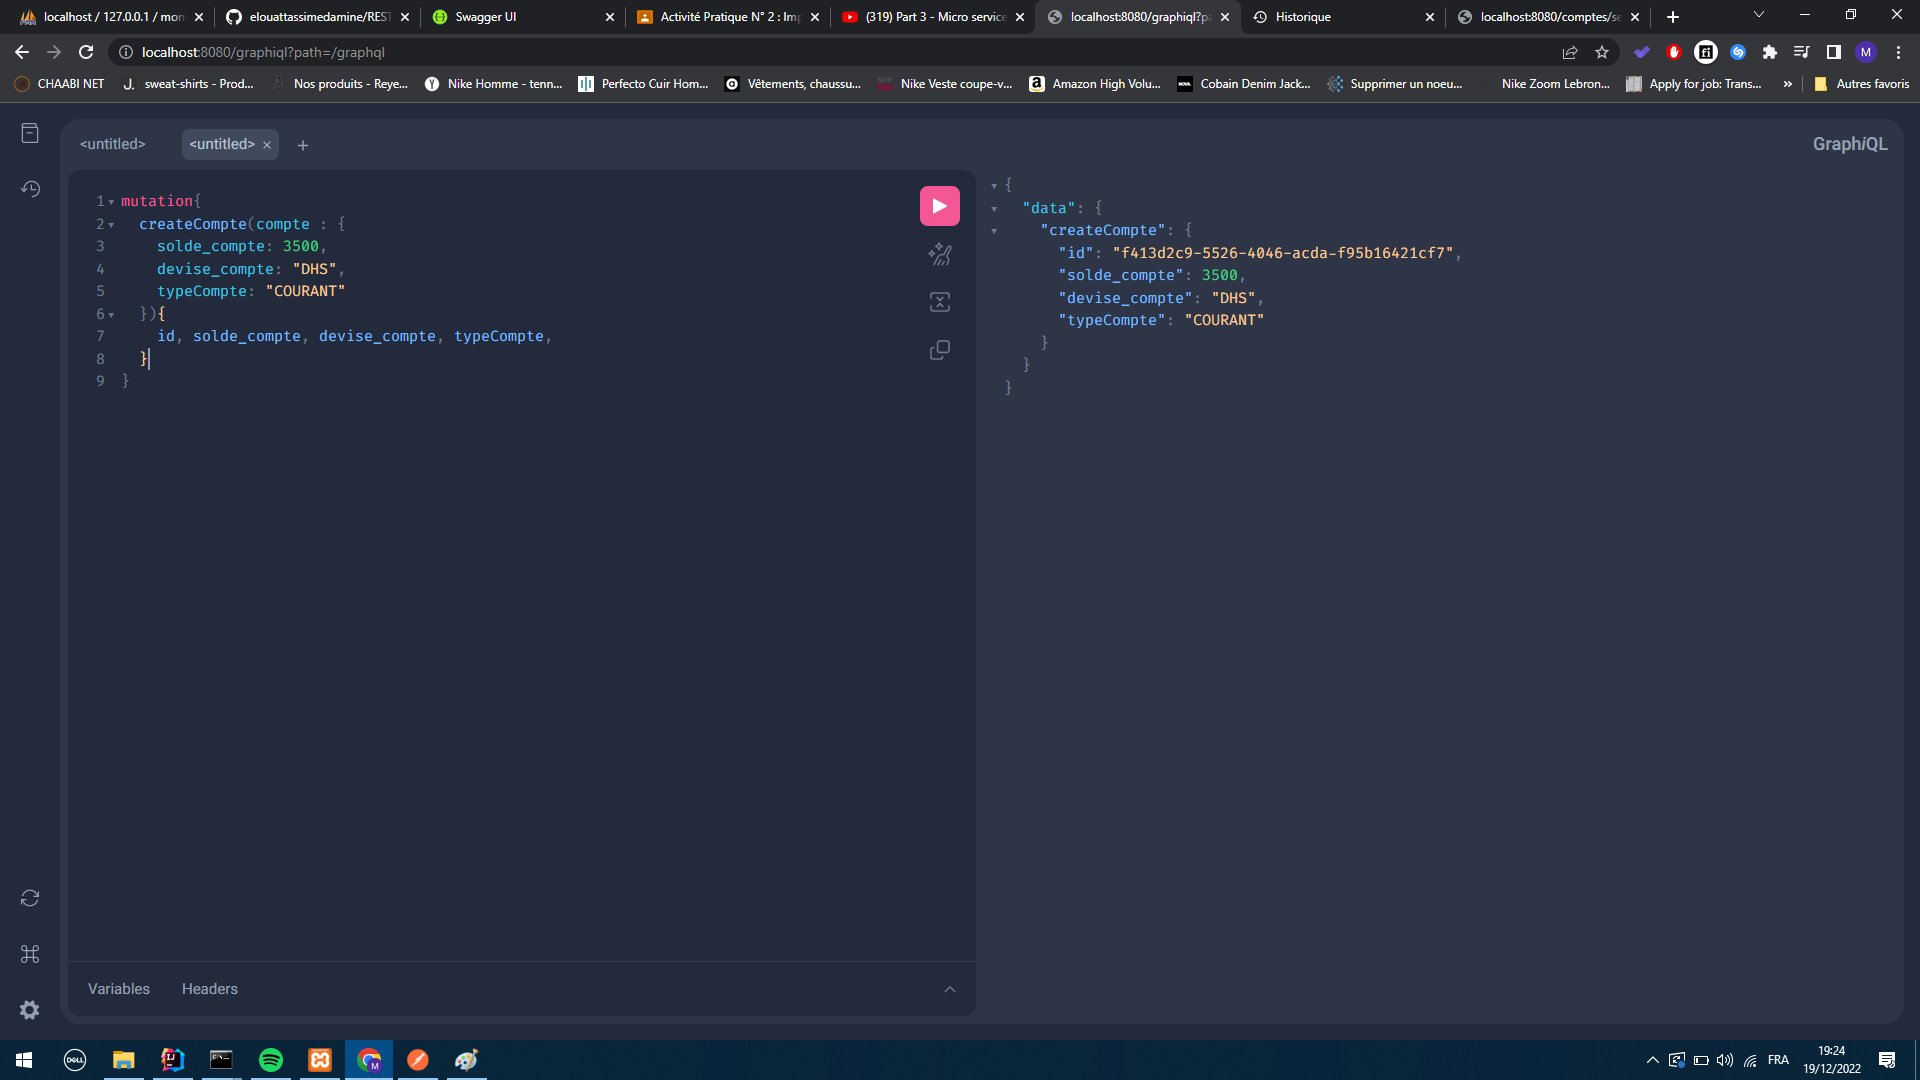 localhost / 127.0.0.1 / mon
elouattassimedamine/REST
Swagger UI
Activité Pratique N° 2 : Imp
(319) Part 3 - Micro service
localhost:8080/graphiql?pa
Historique
localhost:8080/comptes/se
localhost:8080/graphiql?path=/graphql
CHAABI NET
sweat-shirts - Prod...
Nos produits - Reye...
Nike Homme - tenn...
Perfecto Cuir Hom...
Vêtements, chaussu...
Nike Veste coupe-v...
Amazon High Volu...
Cobain Denim Jack...
Supprimer un noeu...
Nike Zoom Lebron...
Apply for job: Trans...
»
Autres favoris
<untitled>
<untitled>
GraphiQL
1 mutation{
2 createCompte(compte : {
3 solde_compte: 3500,
4 devise_compte: "DHS",
5 typeCompte: "COURANT"
6 }){
7 id, solde_compte, devise_compte, typeCompte,
8 }
9 }
{
"data": {
"createCompte": {
"id": "f413d2c9-5526-4046-acda-f95b16421cf7",
"solde_compte": 3500,
"devise_compte": "DHS",
"typeCompte": "COURANT"
}
}
}
Variables
Headers
DELL
FRA
19:24
19/12/2022